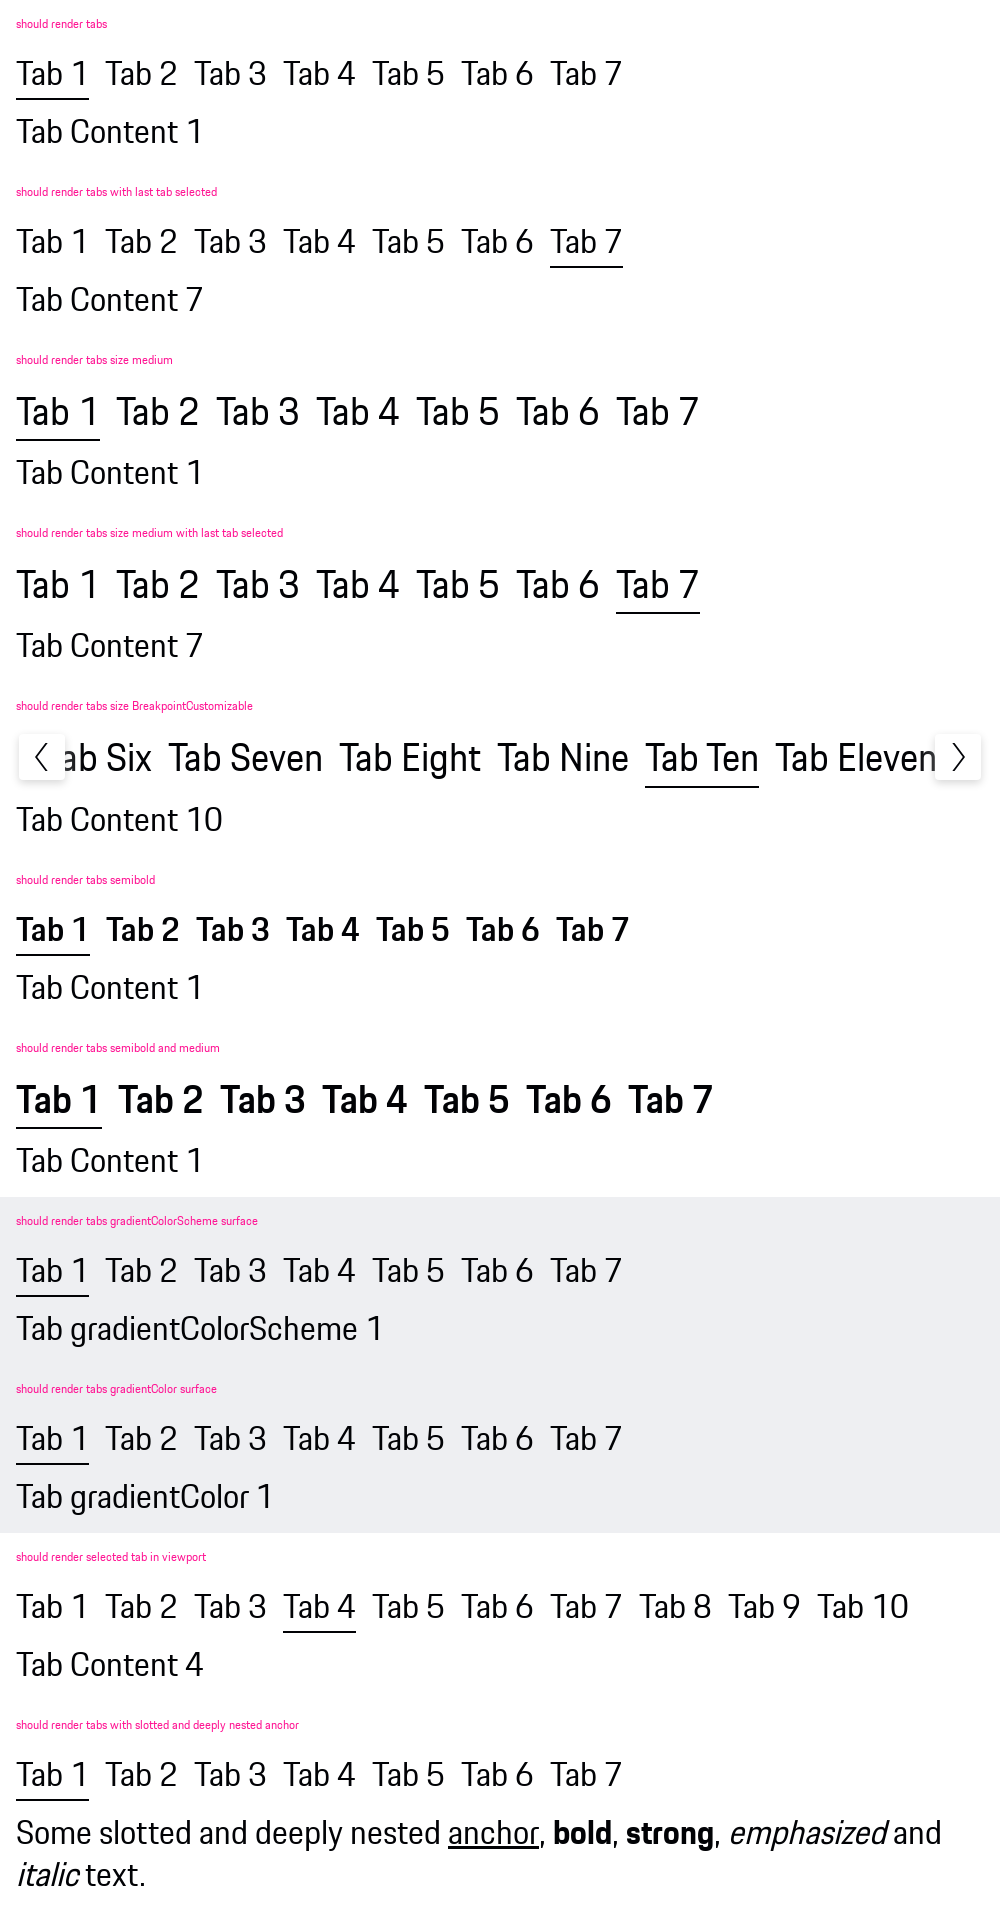 should render tabs
Tab 1 Tab 2 Tab 3 Tab 4 Tab 5 Tab 6 Tab 7
Tab Content 1
should render tabs with last tab selected
Tab 1 Tab 2 Tab 3 Tab 4 Tab 5 Tab 6 Tab 7
Tab Content 7
should render tabs size medium
Tab 1 Tab 2 Tab 3 Tab 4 Tab 5 Tab 6 Tab 7
Tab Content 1
should render tabs size medium with last tab selected
Tab 1 Tab 2 Tab 3 Tab 4 Tab 5 Tab 6 Tab 7
Tab Content 7
should render tabs size BreakpointCustomizable
ab Six Tab Seven Tab Eight Tab Nine Tab Ten Tab Eleven
Tab Content 10
should render tabs semibold
Tab 1 Tab 2 Tab 3 Tab 4 Tab 5 Tab 6 Tab 7
Tab Content 1
should render tabs semibold and medium
Tab 1 Tab 2 Tab 3 Tab 4 Tab 5 Tab 6 Tab 7
Tab Content 1
should render tabs gradientColorScheme surface
Tab 1 Tab 2 Tab 3 Tab 4 Tab 5 Tab 6 Tab 7
Tab gradientColorScheme 1
should render tabs gradientColor surface
Tab 1 Tab 2 Tab 3 Tab 4 Tab 5 Tab 6 Tab 7
Tab gradientColor 1
should render selected tab in viewport
Tab 1 Tab 2 Tab 3 Tab 4 Tab 5 Tab 6 Tab 7 Tab 8 Tab 9 Tab 10
Tab Content 4
should render tabs with slotted and deeply nested anchor
Tab 1 Tab 2 Tab 3 Tab 4 Tab 5 Tab 6 Tab 7
Some slotted and deeply nested anchor, bold, strong, emphasized and
italic text.